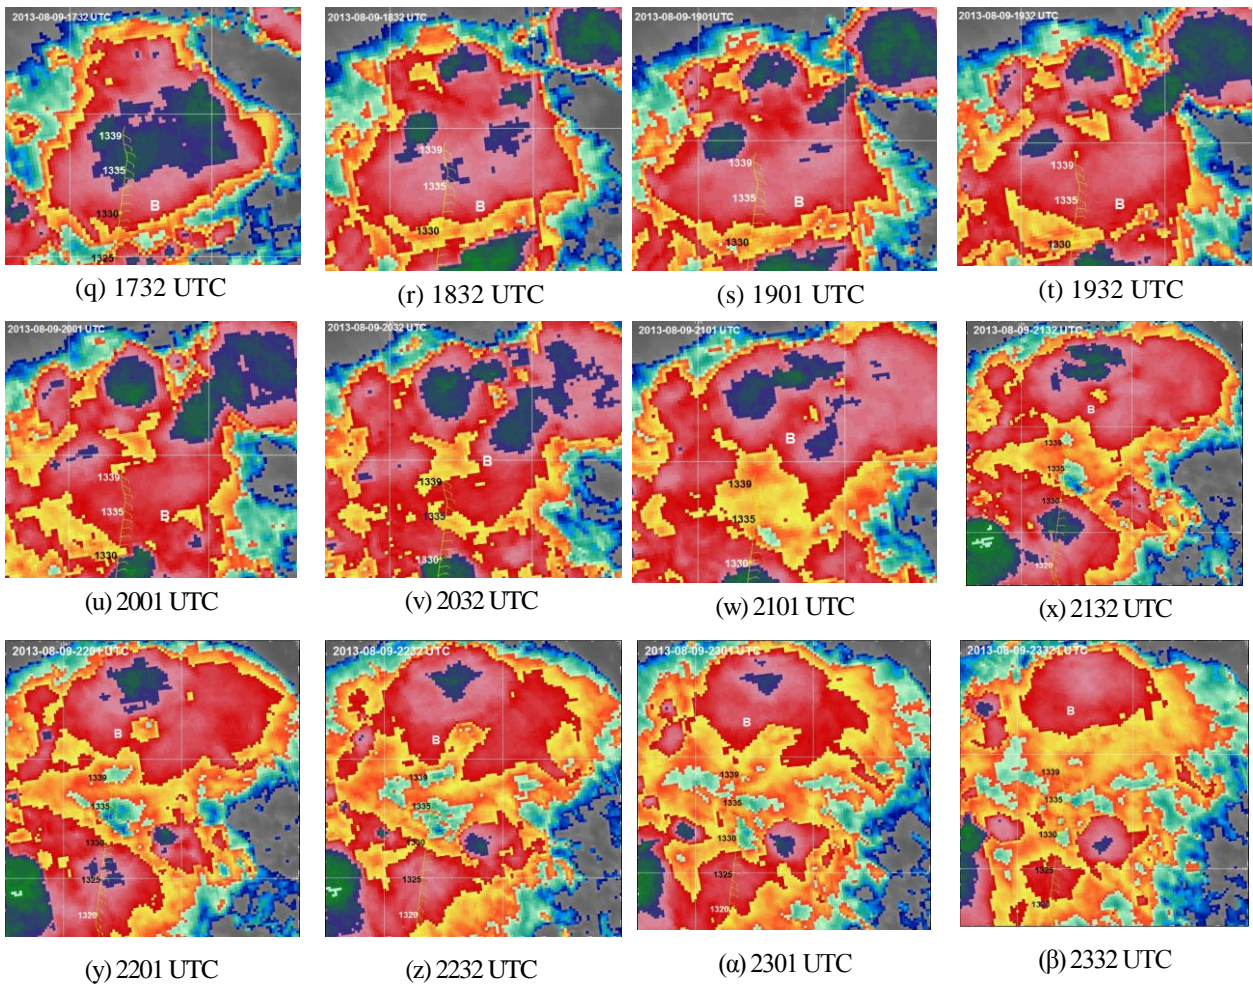 2013-08-09-1732 UTC
1339
1335
1330
B
1325
(q) 1732 UTC
2013-08-09-1832 UTC
1339
1335
B
1330
(r) 1832 UTC
2013-08-09-1901UTC
1339
1335
B
1330
(s) 1901 UTC
2013-08-09-1932 UTC
1339
1335
B
1330
(t) 1932 UTC
2013-08-09-2001 UTC
1339
1335
B
1330
(u) 2001 UTC
2013-08-09-2032 UTC
B
1339
1335
1330
(v) 2032 UTC
2013-08-09-2101 UTC
B
1339
1335
1330
(w) 2101 UTC
2013-08-09-2132 UTC
B
1339
1335
1330
1320
(x) 2132 UTC
2013-08-09-2201 UTC
B
1339
1335
1330
1325
1320
(y) 2201 UTC
2013-08-09-2232 UTC
B
1339
1335
1330
1325
1320
(z) 2232 UTC
2013-08-09-2301 UTC
B
1339
1335
1330
1325
1320
(α) 2301 UTC
2013-08-09-23321 UTC
B
1339
1335
1330
1325
1320
(β) 2332 UTC